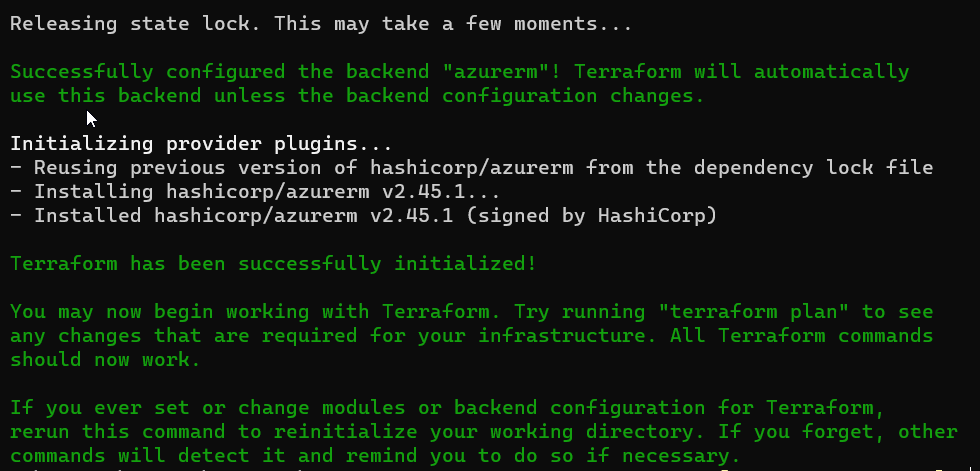 Releasing state lock. This may take a few moments...
Successfully configured the backend "azurerm"! Terraform will automatically
use this backend unless the backend configuration changes.
Initializing provider plugins...
- Reusing previous version of hashicorp/azurerm from the dependency lock file
- Installing hashicorp/azurerm v2.45.1...
- Installed hashicorp/azurerm v2.45.1 (signed by HashiCorp)
Terraform has been successfully initialized!
You may now begin working with Terraform. Try running "terraform plan" to see
any changes that are required for your infrastructure. All Terraform commands
should now work.
If you ever set or change modules or backend configuration for Terraform,
rerun this command to reinitialize your working directory. If you forget, other
commands will detect it and remind you to do so if necessary.